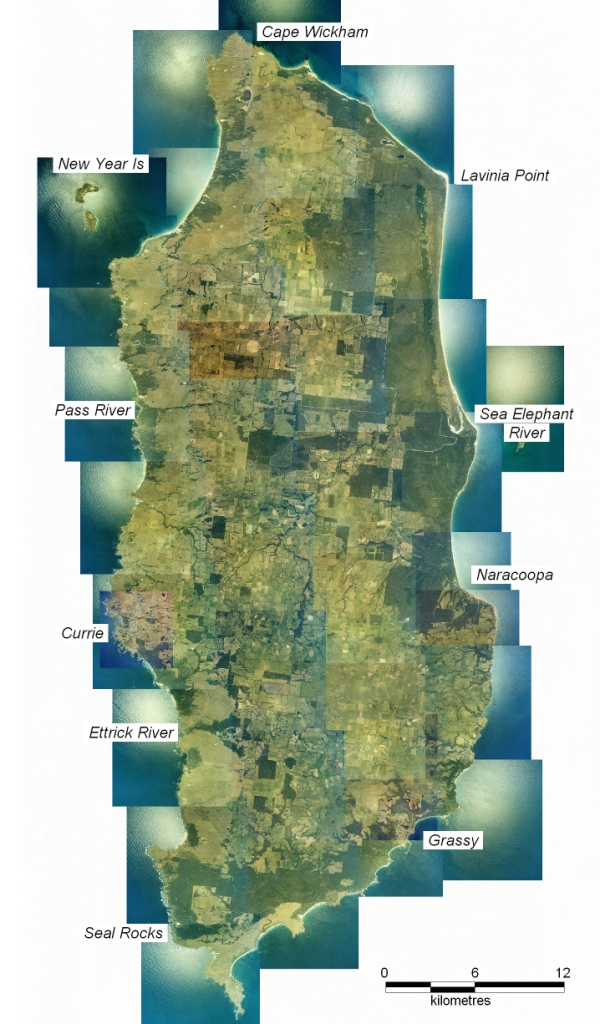 Cape Wickham
New Year Is
Lavinia Point
Pass River
Sea Elephant
River
Naracoopa
Currie
Ettrick River
Grassy
Seal Rocks
0 6 12
kilometres